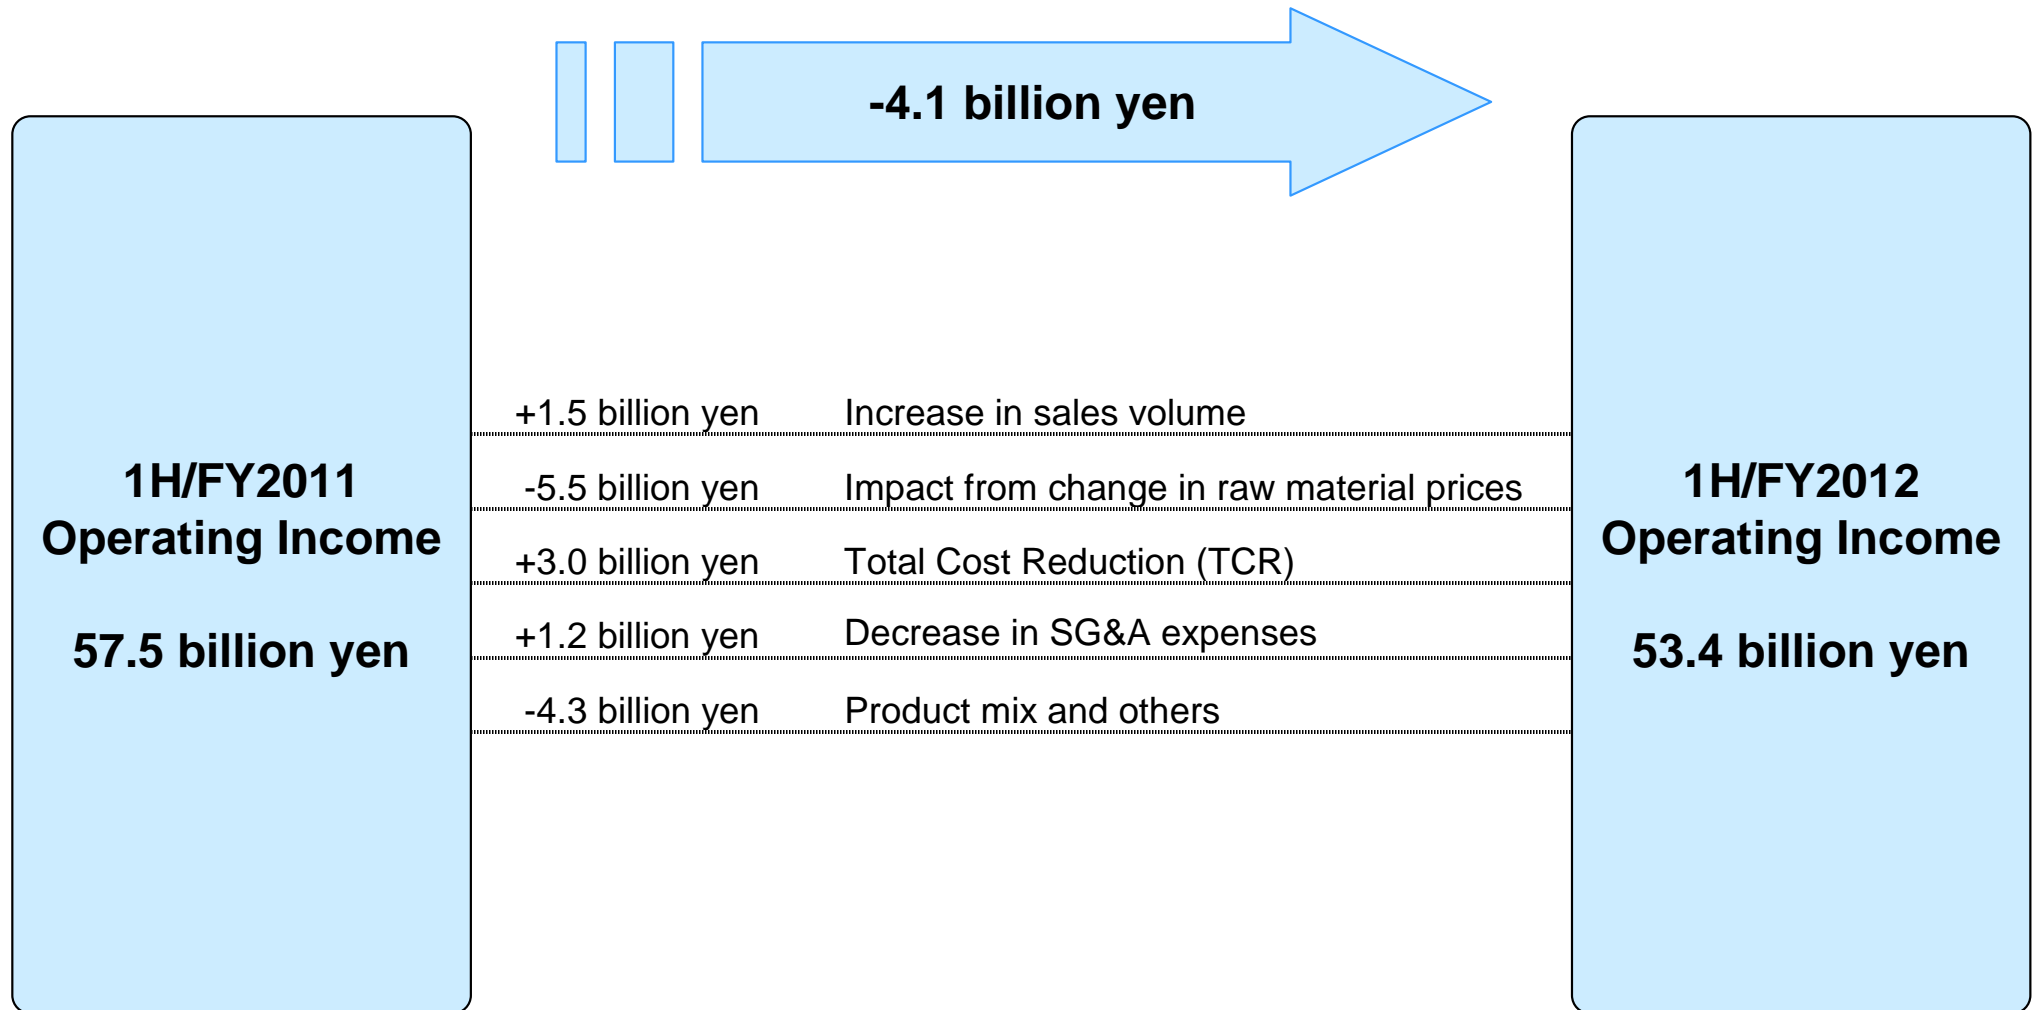 -4.1 billion yen
1H/FY2011
Operating Income
57.5 billion yen
+1.5 billion yen Increase in sales volume
-5.5 billion yen Impact from change in raw material prices
+3.0 billion yen Total Cost Reduction (TCR)
+1.2 billion yen Decrease in SG&A expenses
-4.3 billion yen Product mix and others
1H/FY2012
Operating Income
53.4 billion yen